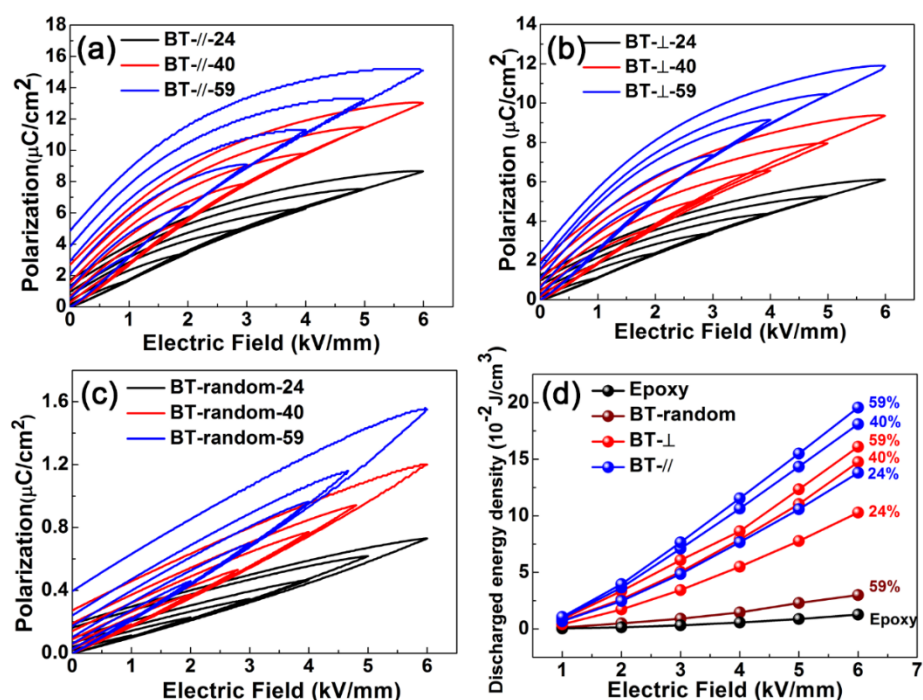 (a)
BT-//-24
BT-//-40
BT-//-59
Polarization(μC/cm²)
18
16
14
12
10
8
6
4
2
0
0 1 2 3 4 5 6
Electric Field (kV/mm)
(b)
BT-⊥-24
BT-⊥-40
BT-⊥-59
Polarization (μC/cm²)
14
12
10
8
6
4
2
0
0 1 2 3 4 5 6
Electric Field (kV/mm)
(c)
BT-random-24
BT-random-40
BT-random-59
Polarization(μC/cm²)
1.6
1.2
0.8
0.4
0.0
0 1 2 3 4 5 6
Electric Field (kV/mm)
(d)
Epoxy
BT-random
BT-⊥
BT-//
Discharged energy density (10⁻² J/cm³)
20
15
10
5
0
59%
40%
59%
40%
24%
24%
59%
Epoxy
1 2 3 4 5 6 7
Electric Field (kV/mm)